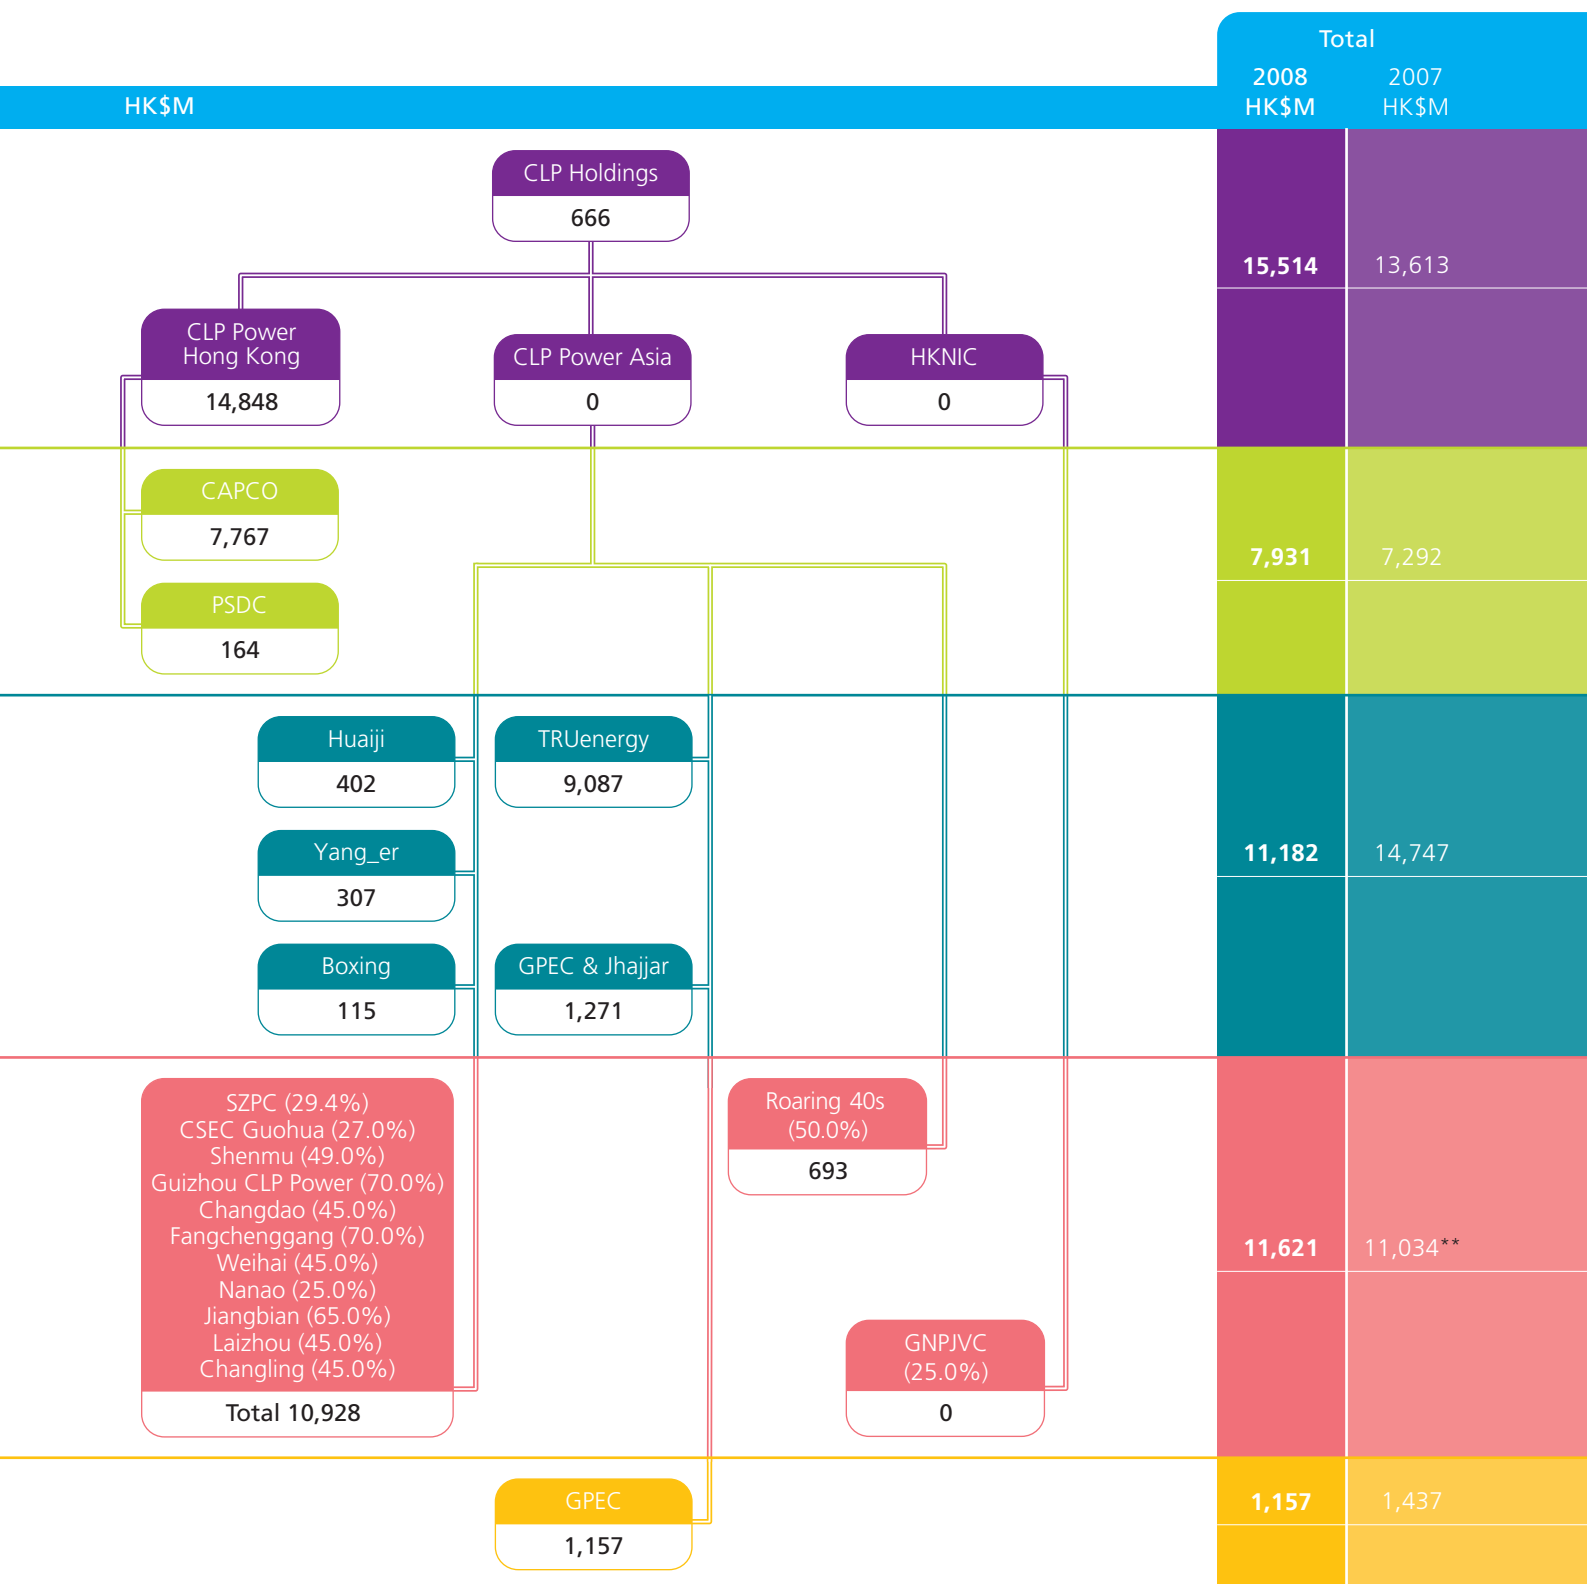 Total
2008
2007
HK$M
HK$M
HK$M
CLP Holdings
666
15,514
13,613
CLP Power
Hong Kong
14,848
CLP Power Asia
0
HKNIC
0
CAPCO
7,767
7,931
7,292
PSDC
164
Huaiji
402
TRUenergy
9,087
Yang_er
307
11,182
14,747
Boxing
115
GPEC & Jhajjar
1,271
SZPC (29.4%)
CSEC Guohua (27.0%)
Shenmu (49.0%)
Guizhou CLP Power (70.0%)
Changdao (45.0%)
Fangchenggang (70.0%)
Weihai (45.0%)
Nanao (25.0%)
Jiangbian (65.0%)
Laizhou (45.0%)
Changling (45.0%)
Total 10,928
Roaring 40s
(50.0%)
693
11,621
11,034**
GNPJVC
(25.0%)
0
GPEC
1,157
1,157
1,437